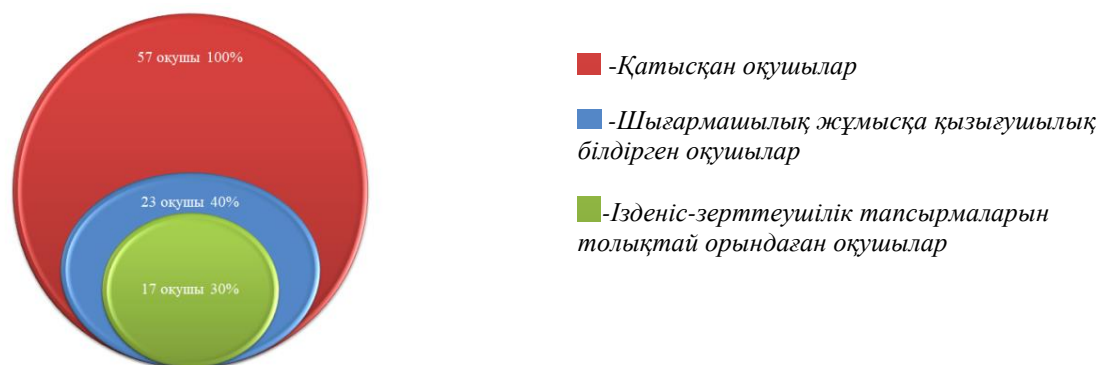 57 оқушы 100%
23 оқушы 40%
17 оқушы 30%
-Қатысқан оқушылар
-Шығармашылық жұмысқа қызығушылық
білдірген оқушылар
-Ізденіс-зерттеушілік тапсырмаларын
толықтай орындаған оқушылар